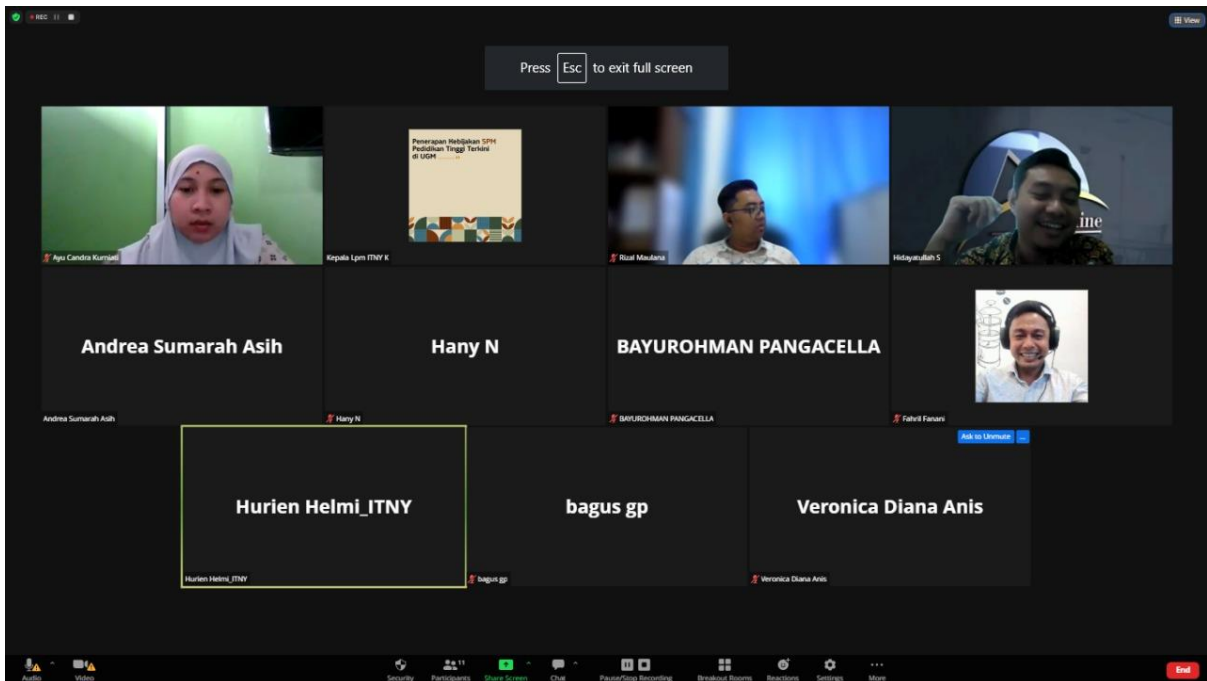 REC
View
Press Esc to exit full screen
Penerapan Hebijakan SPM
Pedidikan Tinggi Terkini
di UGM
ine
Ayu Candra Kurniati
Kepala Lpm ITNY K
Rizal Maulana
Hidayatullah S
Andrea Sumarah Asih
Hany N
BAYUROHMAN PANGACELLA
Andrea Sumarah Asih
Hany N
BAYUROHMAN PANGACELLA
Fahril Fanani
Ask to Unmute ...
Hurien Helmi_ITNY
bagus gp
Veronica Diana Anis
Hurien Helmi_ITNY
bagus gp
Veronica Diana Anis
11
Audio
Video
Security
Participants
Share Screen
Chat
Pause/Stop Recording
Breakout Rooms
Reactions
Settings
More
End